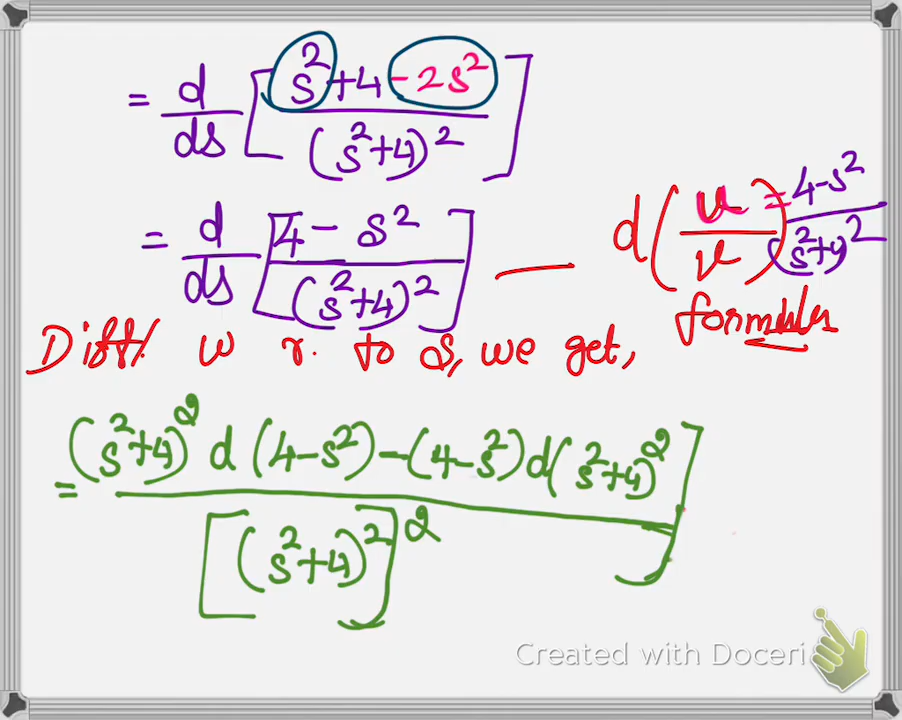 = d/ds [ s²+4-2s² / (s²+4)² ]
= d/ds [ 4-s² / (s²+4)² ] — d(u/v) = 4-s² / (s²+4)²
formula
Diff. w r. to s, we get,
= (s²+4)² d (4-s²) - (4-s²) d(s²+4)² ] / [(s²+4)²]²
Created with Doceri